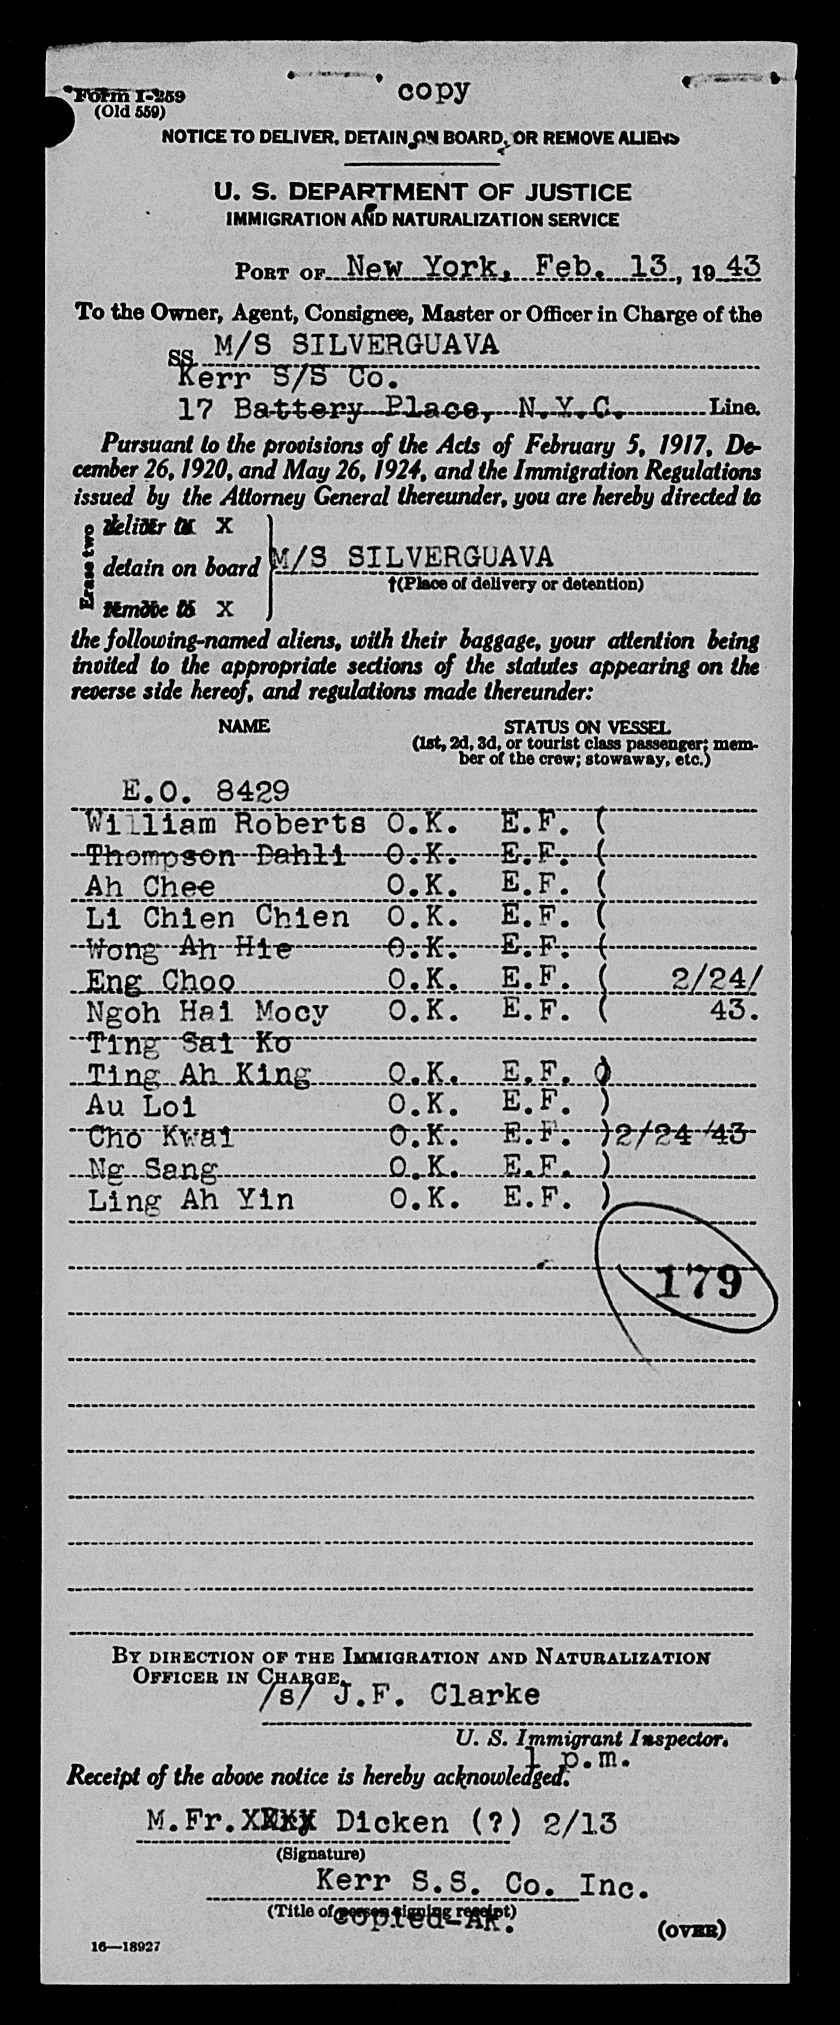 copy
Form I-259
(Old 559)
NOTICE TO DELIVER, DETAIN ON BOARD, OR REMOVE ALIENS
U. S. DEPARTMENT OF JUSTICE
IMMIGRATION AND NATURALIZATION SERVICE
PORT OF New York, Feb. 13, 1943
To the Owner, Agent, Consignee, Master or Officer in Charge of the
SS M/S SILVERGUAVA
Kerr S/S Co.
17 Battery Place, N.Y.C. Line.
Pursuant to the provisions of the Acts of February 5, 1917, De-
cember 26, 1920, and May 26, 1924, and the Immigration Regulations
issued by the Attorney General thereunder, you are hereby directed to
Erase two
deliver to X
detain on board M/S SILVERGUAVA
†(Place of delivery or detention)
remove to X
the following-named aliens, with their baggage, your attention being
invited to the appropriate sections of the statutes appearing on the
reverse side hereof, and regulations made thereunder:
NAME STATUS ON VESSEL
(1st, 2d, 3d, or tourist class passenger; mem-
ber of the crew; stowaway, etc.)
E.O. 8429
William Roberts O.K. E.F. (
Thompson Dahli O.K. E.F. (
Ah Chee O.K. E.F. (
Li Chien Chien O.K. E.F. (
Wong Ah Hie O.K. E.F. (
Eng Choo O.K. E.F. ( 2/24/
Ngoh Hai Mocy O.K. E.F. ( 43.
Ting Sai Ko
Ting Ah King O.K. E.F. )
Au Loi O.K. E.F. )
Cho Kwai O.K. E.F. )2/24/43
Ng Sang O.K. E.F. )
Ling Ah Yin O.K. E.F. )
179
BY DIRECTION OF THE IMMIGRATION AND NATURALIZATION
OFFICER IN CHARGE.
/s/ J.F. Clarke
U. S. Immigrant Inspector.
1 p.m.
Receipt of the above notice is hereby acknowledged.
M.Fr. Dicken (?) 2/13
(Signature)
Kerr S.S. Co. Inc.
(Title of person signing receipt)
copied-AR.
(OVER)
16—18927